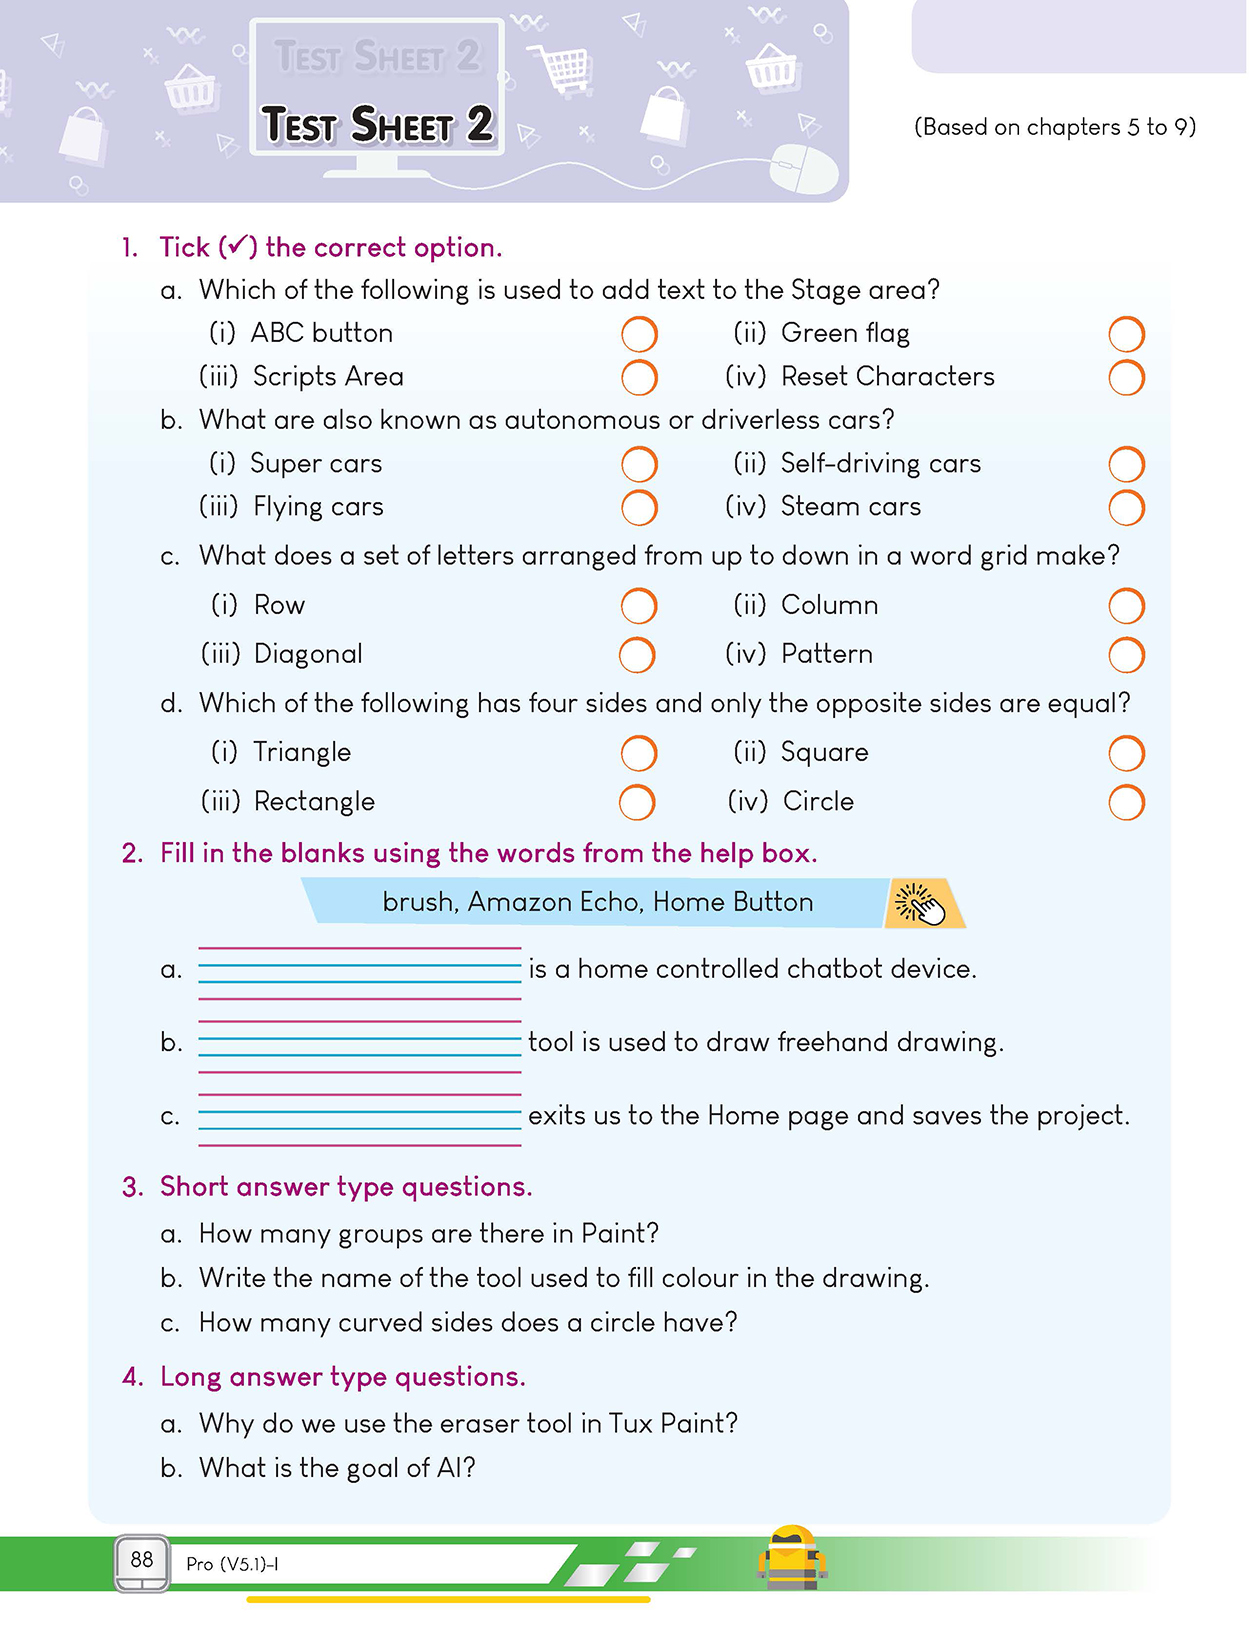 TEST SHEET 2
TEST SHEET 2
(Based on chapters 5 to 9)
1. Tick (✓) the correct option.
a. Which of the following is used to add text to the Stage area?
(i) ABC button (ii) Green flag
(iii) Scripts Area (iv) Reset Characters
b. What are also known as autonomous or driverless cars?
(i) Super cars (ii) Self-driving cars
(iii) Flying cars (iv) Steam cars
c. What does a set of letters arranged from up to down in a word grid make?
(i) Row (ii) Column
(iii) Diagonal (iv) Pattern
d. Which of the following has four sides and only the opposite sides are equal?
(i) Triangle (ii) Square
(iii) Rectangle (iv) Circle
2. Fill in the blanks using the words from the help box.
brush, Amazon Echo, Home Button
a. is a home controlled chatbot device.
b. tool is used to draw freehand drawing.
c. exits us to the Home page and saves the project.
3. Short answer type questions.
a. How many groups are there in Paint?
b. Write the name of the tool used to fill colour in the drawing.
c. How many curved sides does a circle have?
4. Long answer type questions.
a. Why do we use the eraser tool in Tux Paint?
b. What is the goal of AI?
88 Pro (V5.1)-I